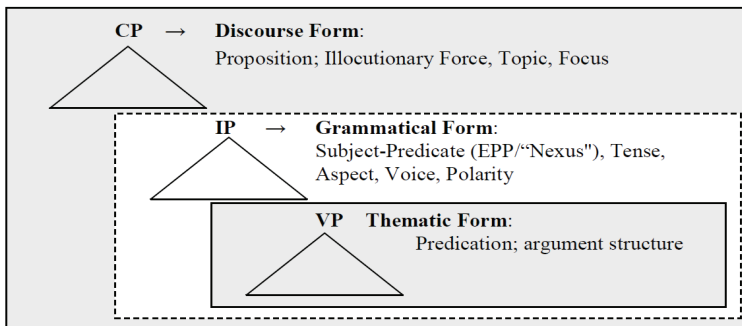 CP → Discourse Form:
Proposition; Illocutionary Force, Topic, Focus
IP → Grammatical Form:
Subject-Predicate (EPP/“Nexus"), Tense,
Aspect, Voice, Polarity
VP Thematic Form:
Predication; argument structure